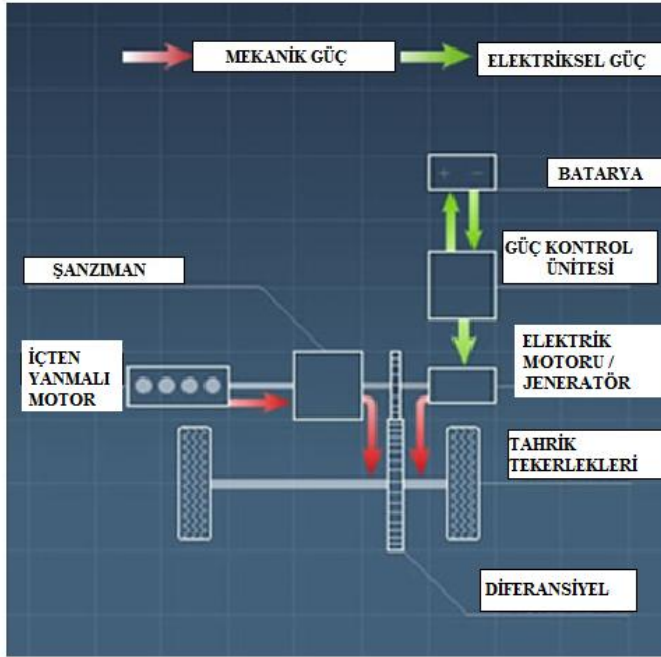 MEKANİK GÜÇ
ELEKTRİKSEL GÜÇ
+ −
BATARYA
GÜÇ KONTROL
ÜNİTESİ
ŞANZIMAN
İÇTEN
YANMALI
MOTOR
ELEKTRİK
MOTORU /
JENERATÖR
TAHRİK
TEKERLEKLERİ
DİFERANSİYEL